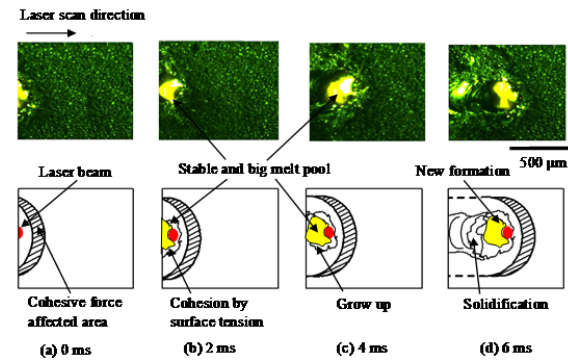 Laser scan direction
500 μm
Laser beam
Stable and big melt pool
New formation
Cohesive force
affected area
Cohesion by
surface tension
Grow up
Solidification
(a) 0 ms
(b) 2 ms
(c) 4 ms
(d) 6 ms